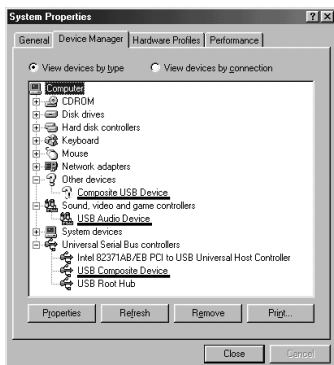 System Properties
General Device Manager Hardware Profiles Performance
View devices by type View devices by connection
Computer
CDROM
Disk drives
Hard disk controllers
Keyboard
Mouse
Network adapters
Other devices
Composite USB Device
Sound, video and game controllers
USB Audio Device
System devices
Universal Serial Bus controllers
Intel 82371AB/EB PCI to USB Universal Host Controller
USB Composite Device
USB Root Hub
Properties Refresh Remove Print...
Close Cancel